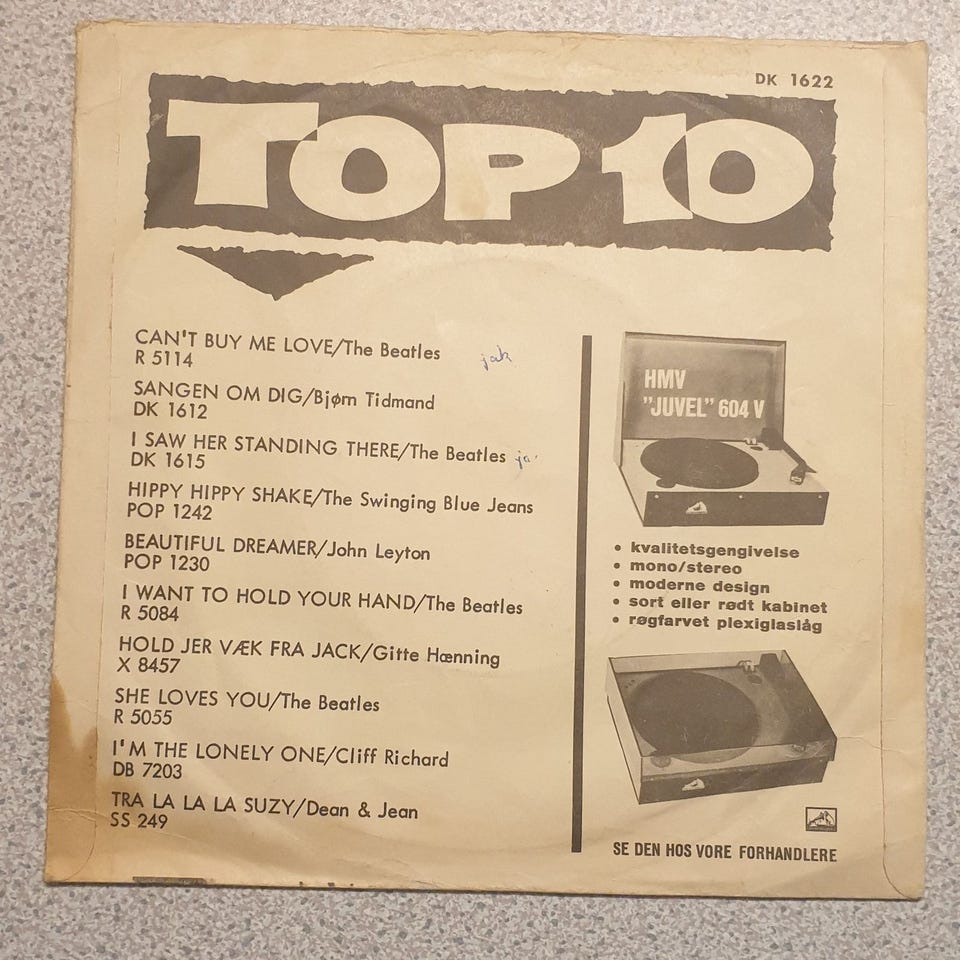 DK 1622
TOP 10
CAN'T BUY ME LOVE/The Beatles
R 5114
SANGEN OM DIG/Bjørn Tidmand
DK 1612
I SAW HER STANDING THERE/The Beatles
DK 1615
HIPPY HIPPY SHAKE/The Swinging Blue Jeans
POP 1242
BEAUTIFUL DREAMER/John Leyton
POP 1230
I WANT TO HOLD YOUR HAND/The Beatles
R 5084
HOLD JER VÆK FRA JACK/Gitte Hænning
X 8457
SHE LOVES YOU/The Beatles
R 5055
I'M THE LONELY ONE/Cliff Richard
DB 7203
TRA LA LA LA SUZY/Dean & Jean
SS 249
HMV
"JUVEL" 604 V
• kvalitetsgengivelse
• mono/stereo
• moderne design
• sort eller rødt kabinet
• røgfarvet plexiglaslåg
SE DEN HOS VORE FORHANDLERE